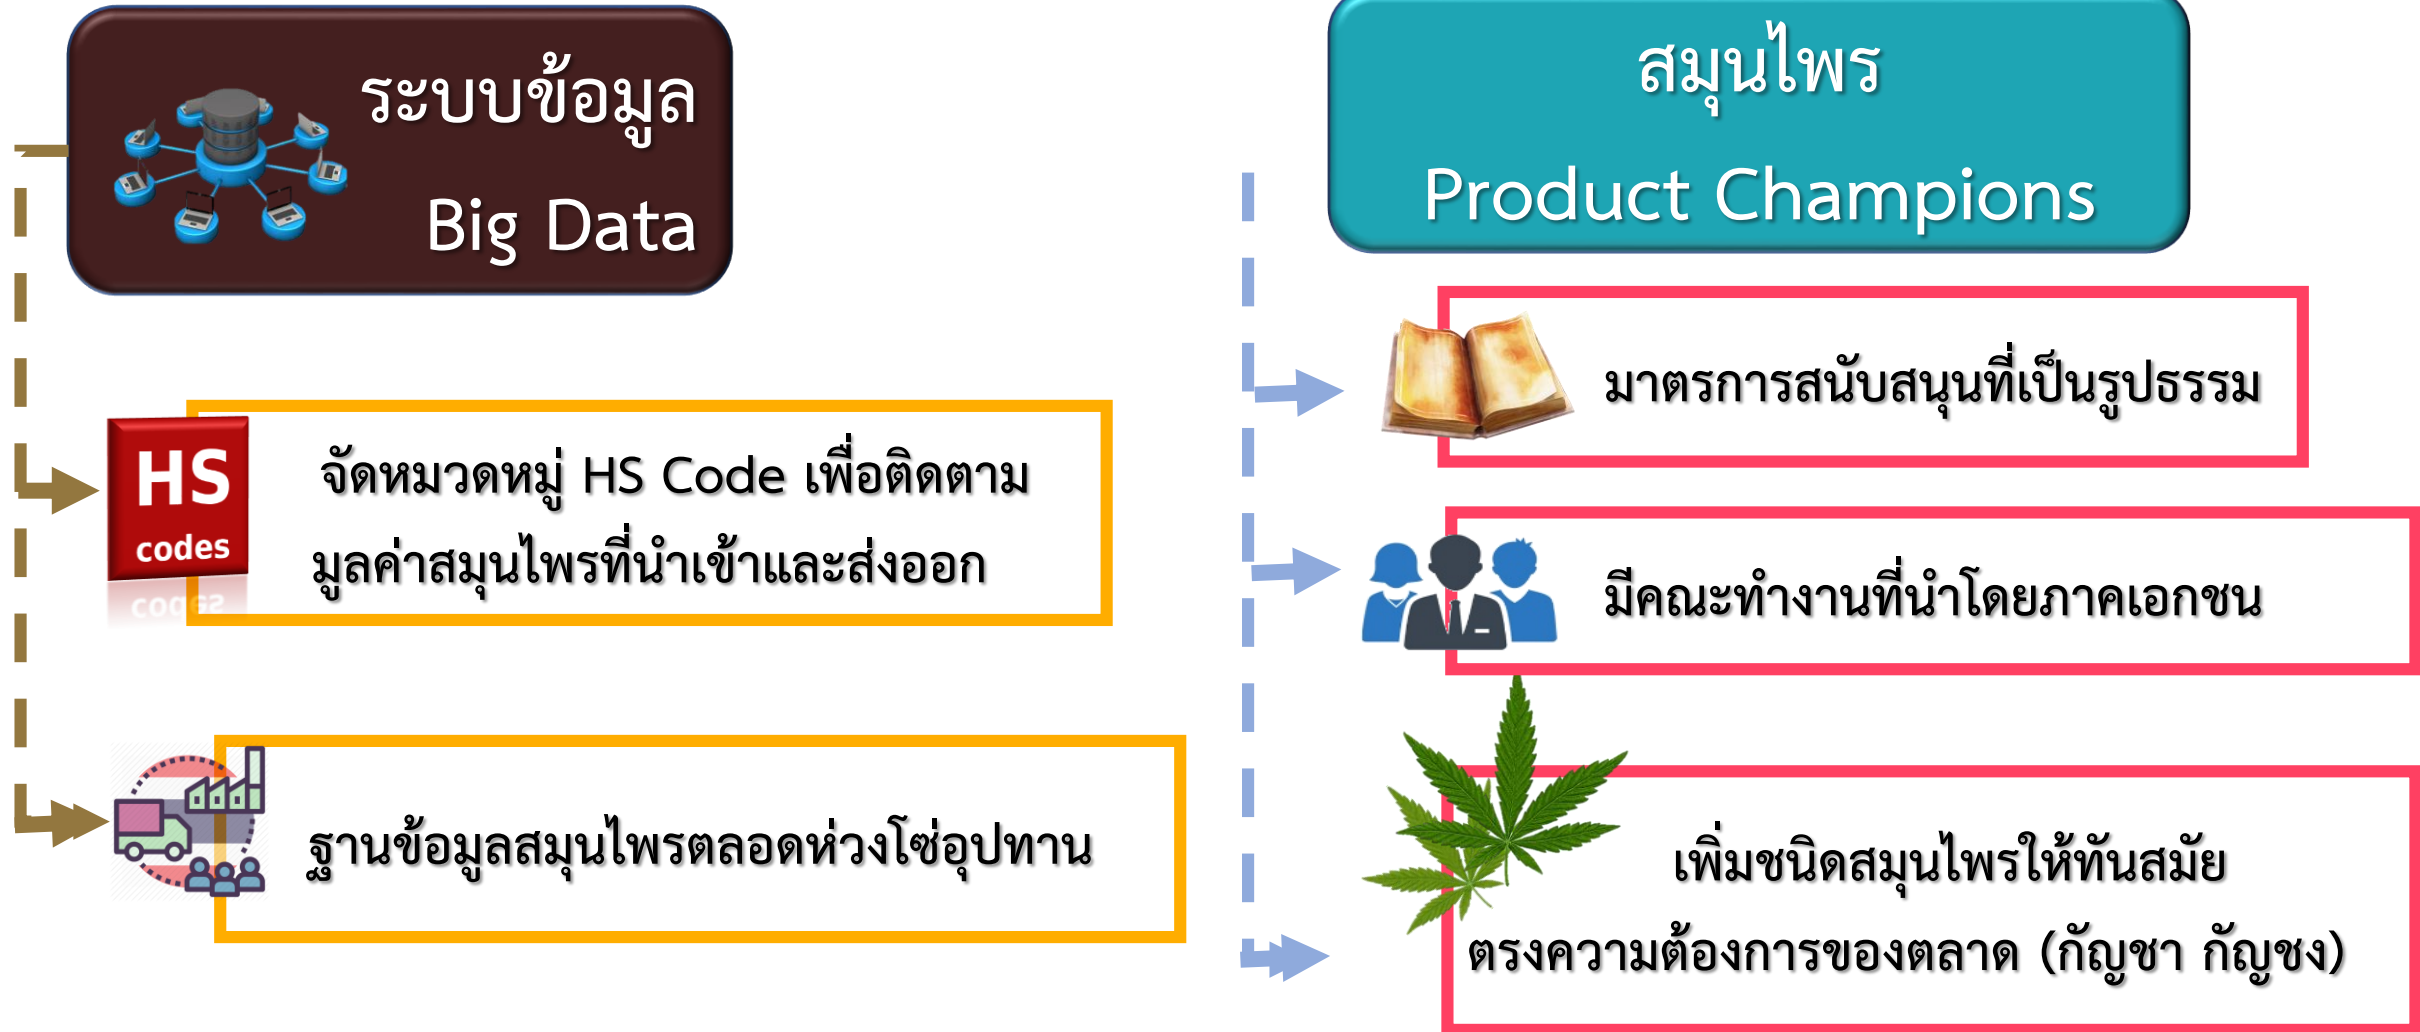 ระบบข้อมูล
Big Data
HS
codes
จัดหมวดหมู่ HS Code เพื่อติดตาม
มูลค่าสมุนไพรที่นำเข้าและส่งออก
ฐานข้อมูลสมุนไพรตลอดห่วงโซ่อุปทาน
สมุนไพร
Product Champions
มาตรการสนับสนุนที่เป็นรูปธรรม
มีคณะทำงานที่นำโดยภาคเอกชน
เพิ่มชนิดสมุนไพรให้ทันสมัย
ตรงความต้องการของตลาด (กัญชา กัญชง)